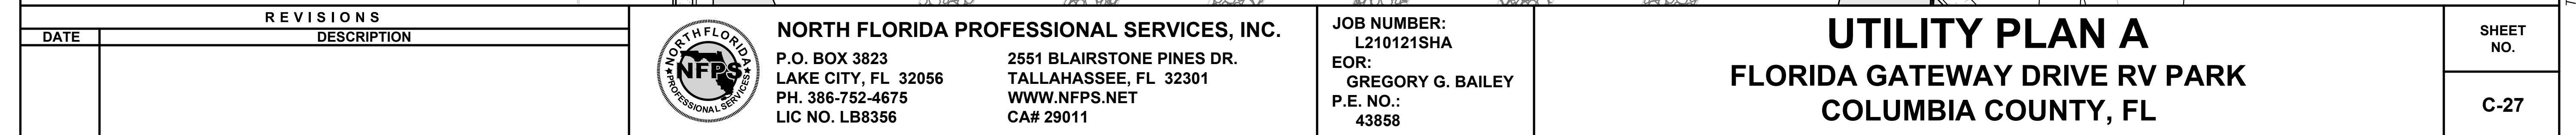 REVISIONS
DATE
DESCRIPTION
NORTH FLORIDA
NFPS
PROFESSIONAL SERVICES
NORTH FLORIDA PROFESSIONAL SERVICES, INC.
P.O. BOX 3823
LAKE CITY, FL 32056
PH. 386-752-4675
LIC NO. LB8356
2551 BLAIRSTONE PINES DR.
TALLAHASSEE, FL 32301
WWW.NFPS.NET
CA# 29011
JOB NUMBER:
L210121SHA
EOR:
GREGORY G. BAILEY
P.E. NO.:
43858
UTILITY PLAN A
FLORIDA GATEWAY DRIVE RV PARK
COLUMBIA COUNTY, FL
SHEET
NO.
C-27